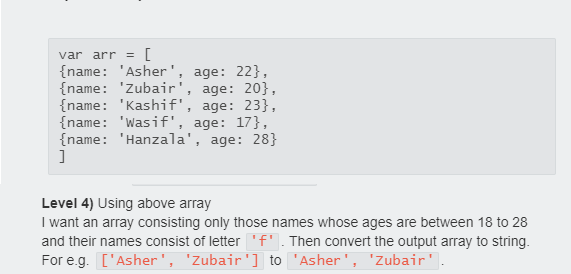 var arr = [
{name: 'Asher', age: 22},
{name: 'Zubair', age: 20},
{name: 'Kashif', age: 23},
{name: 'Wasif', age: 17},
{name: 'Hanzala', age: 28}
]
Level 4) Using above array
I want an array consisting only those names whose ages are between 18 to 28
and their names consist of letter 'f' . Then convert the output array to string.
For e.g. ['Asher', 'Zubair'] to 'Asher', 'Zubair' .